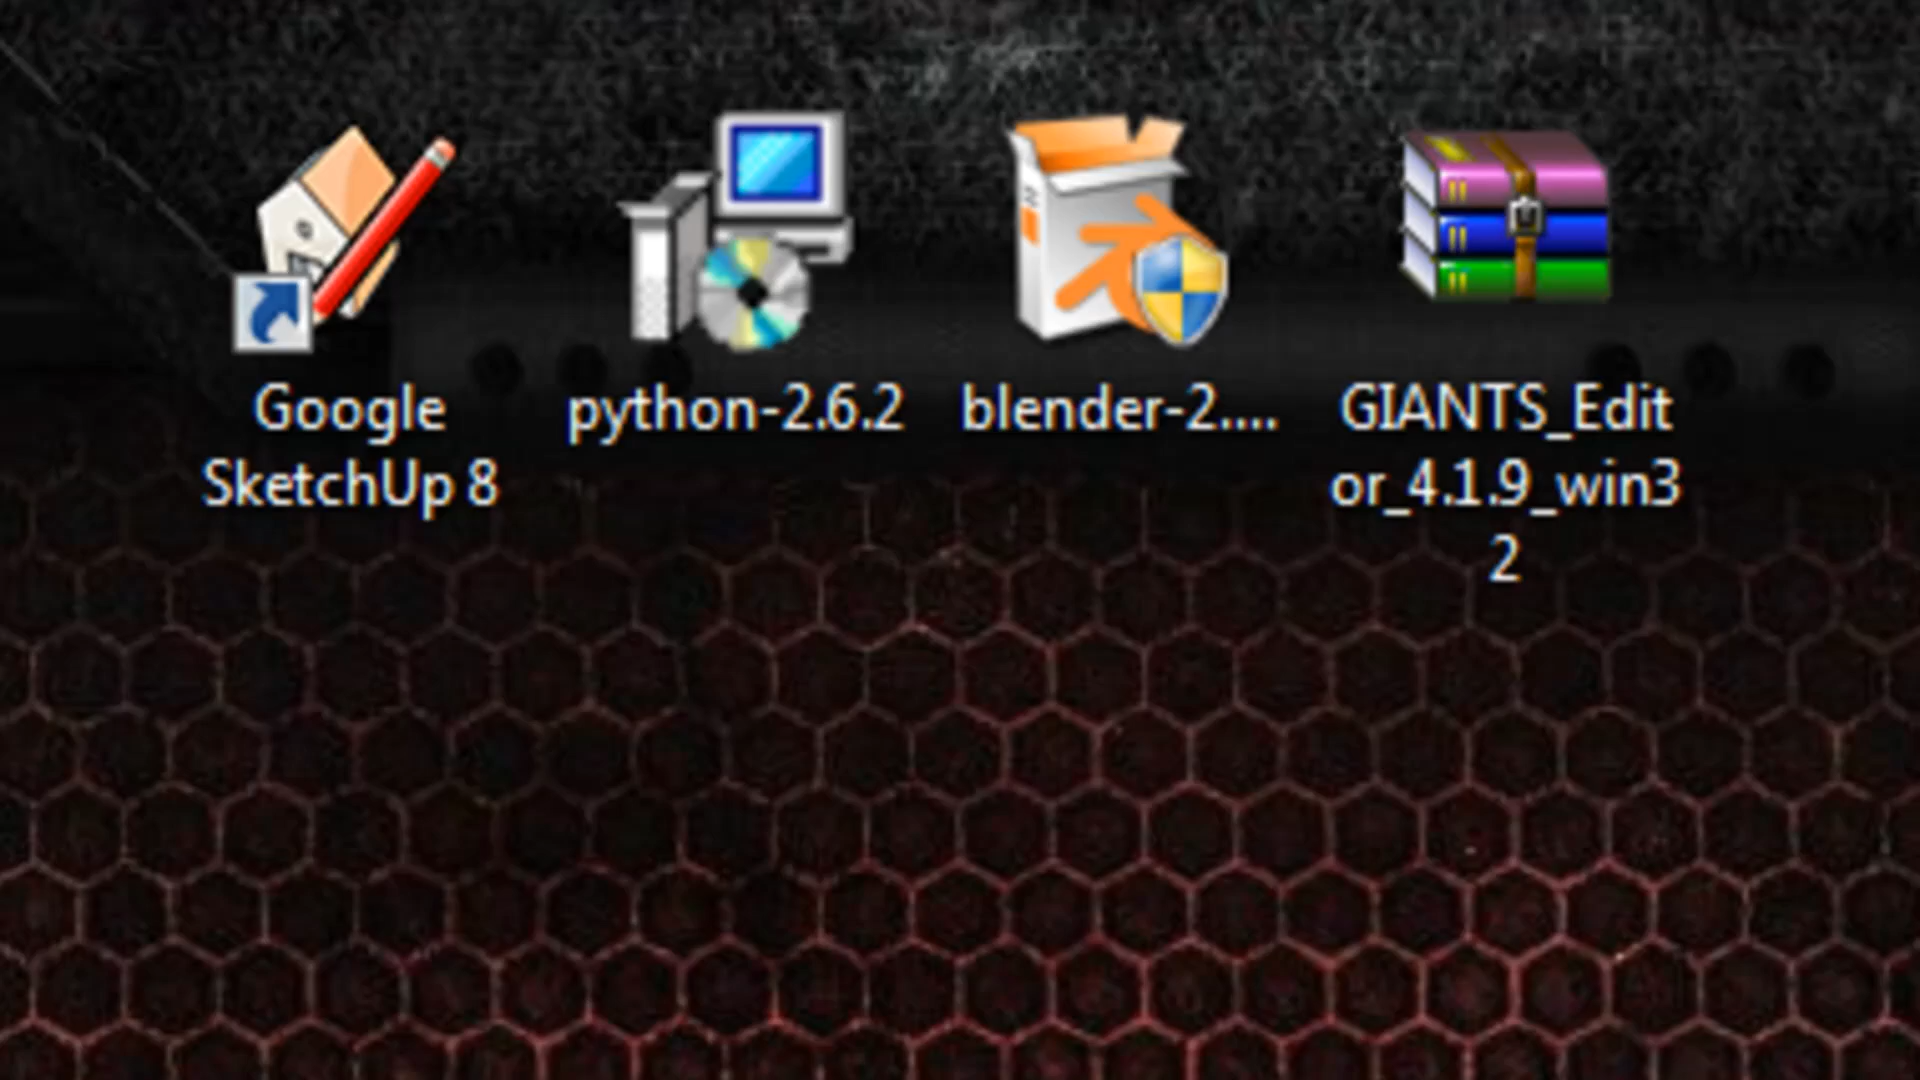 Google
SketchUp 8
python-2.6.2
blender-2....
GIANTS_Edit
or_4.1.9_win3
2